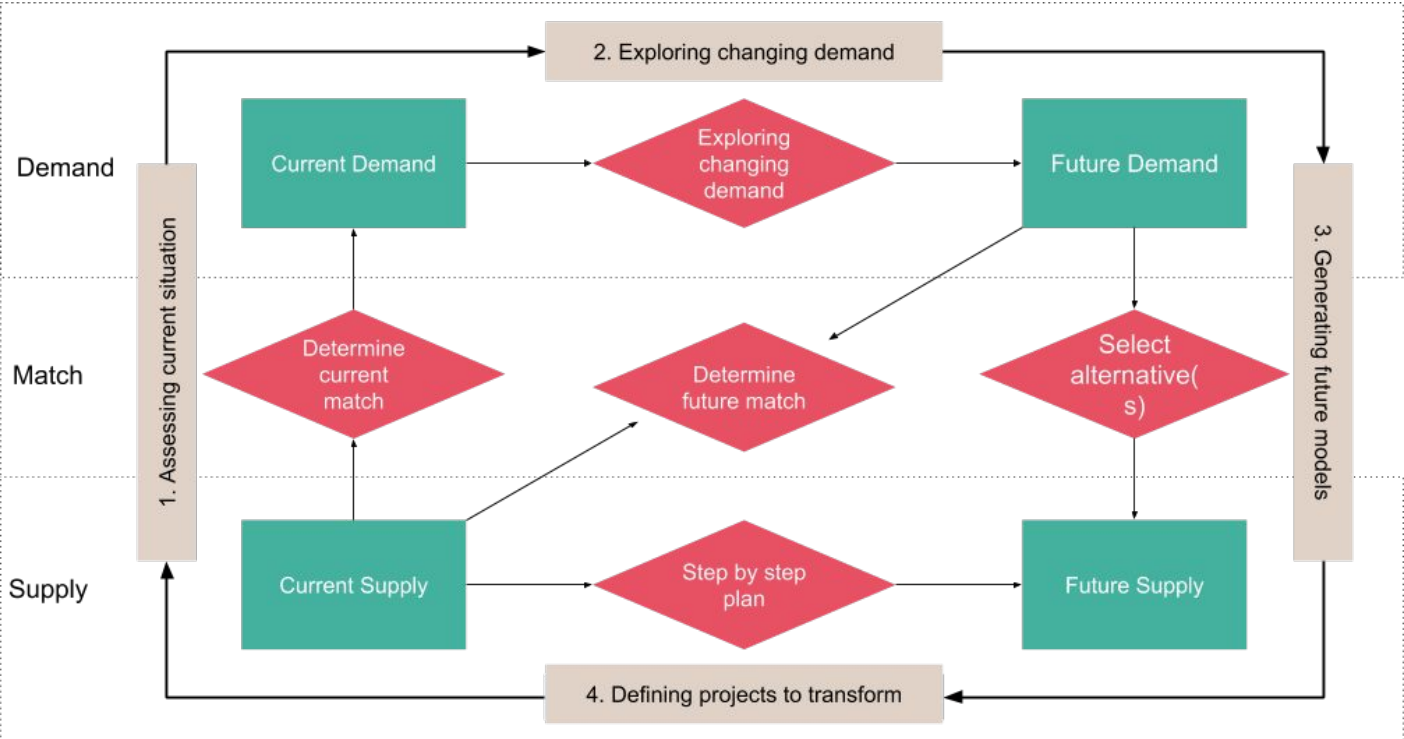 2. Exploring changing demand
Demand
Current Demand
Exploring
changing
demand
Future Demand
1. Assessing current situation
3. Generating future models
Match
Determine
current
match
Determine
future match
Select
alternative(
s)
Supply
Current Supply
Step by step
plan
Future Supply
4. Defining projects to transform